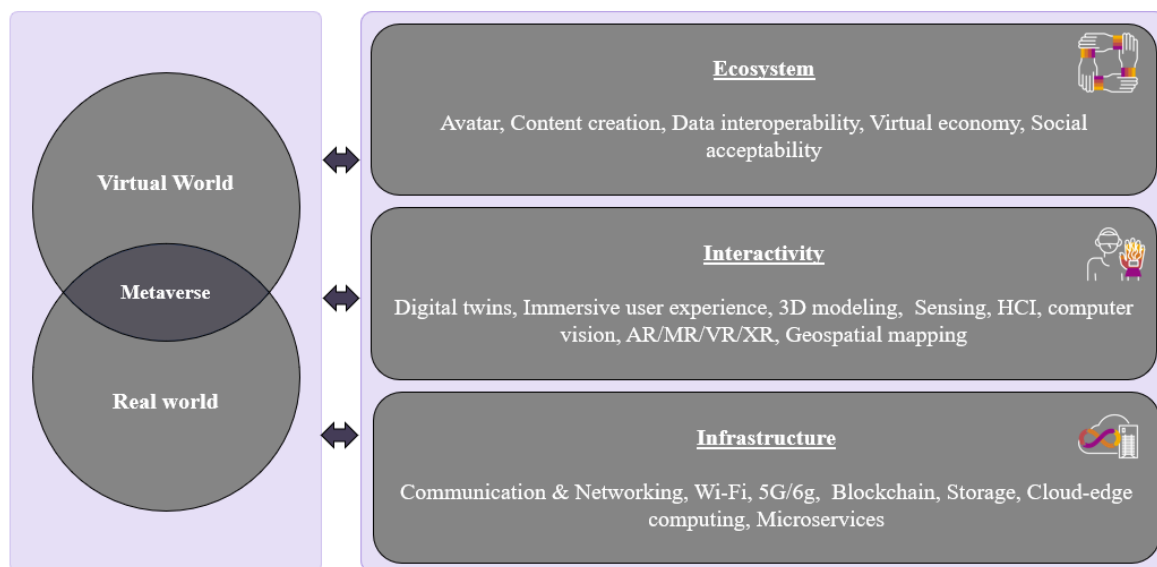 Virtual World
Metaverse
Real world
Ecosystem
Avatar, Content creation, Data interoperability, Virtual economy, Social
acceptability
Interactivity
Digital twins, Immersive user experience, 3D modeling,  Sensing, HCI, computer
vision, AR/MR/VR/XR, Geospatial mapping
Infrastructure
Communication & Networking, Wi-Fi, 5G/6g,  Blockchain, Storage, Cloud-edge
computing, Microservices